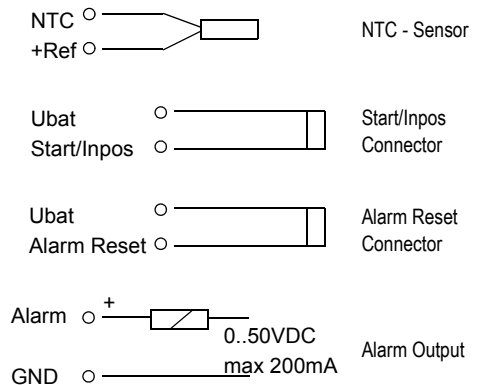 NTC
+Ref
NTC - Sensor
Ubat
Start/Inpos
Start/Inpos
Connector
Ubat
Alarm Reset
Alarm Reset
Connector
Alarm
+
0..50VDC
max 200mA
GND
Alarm Output